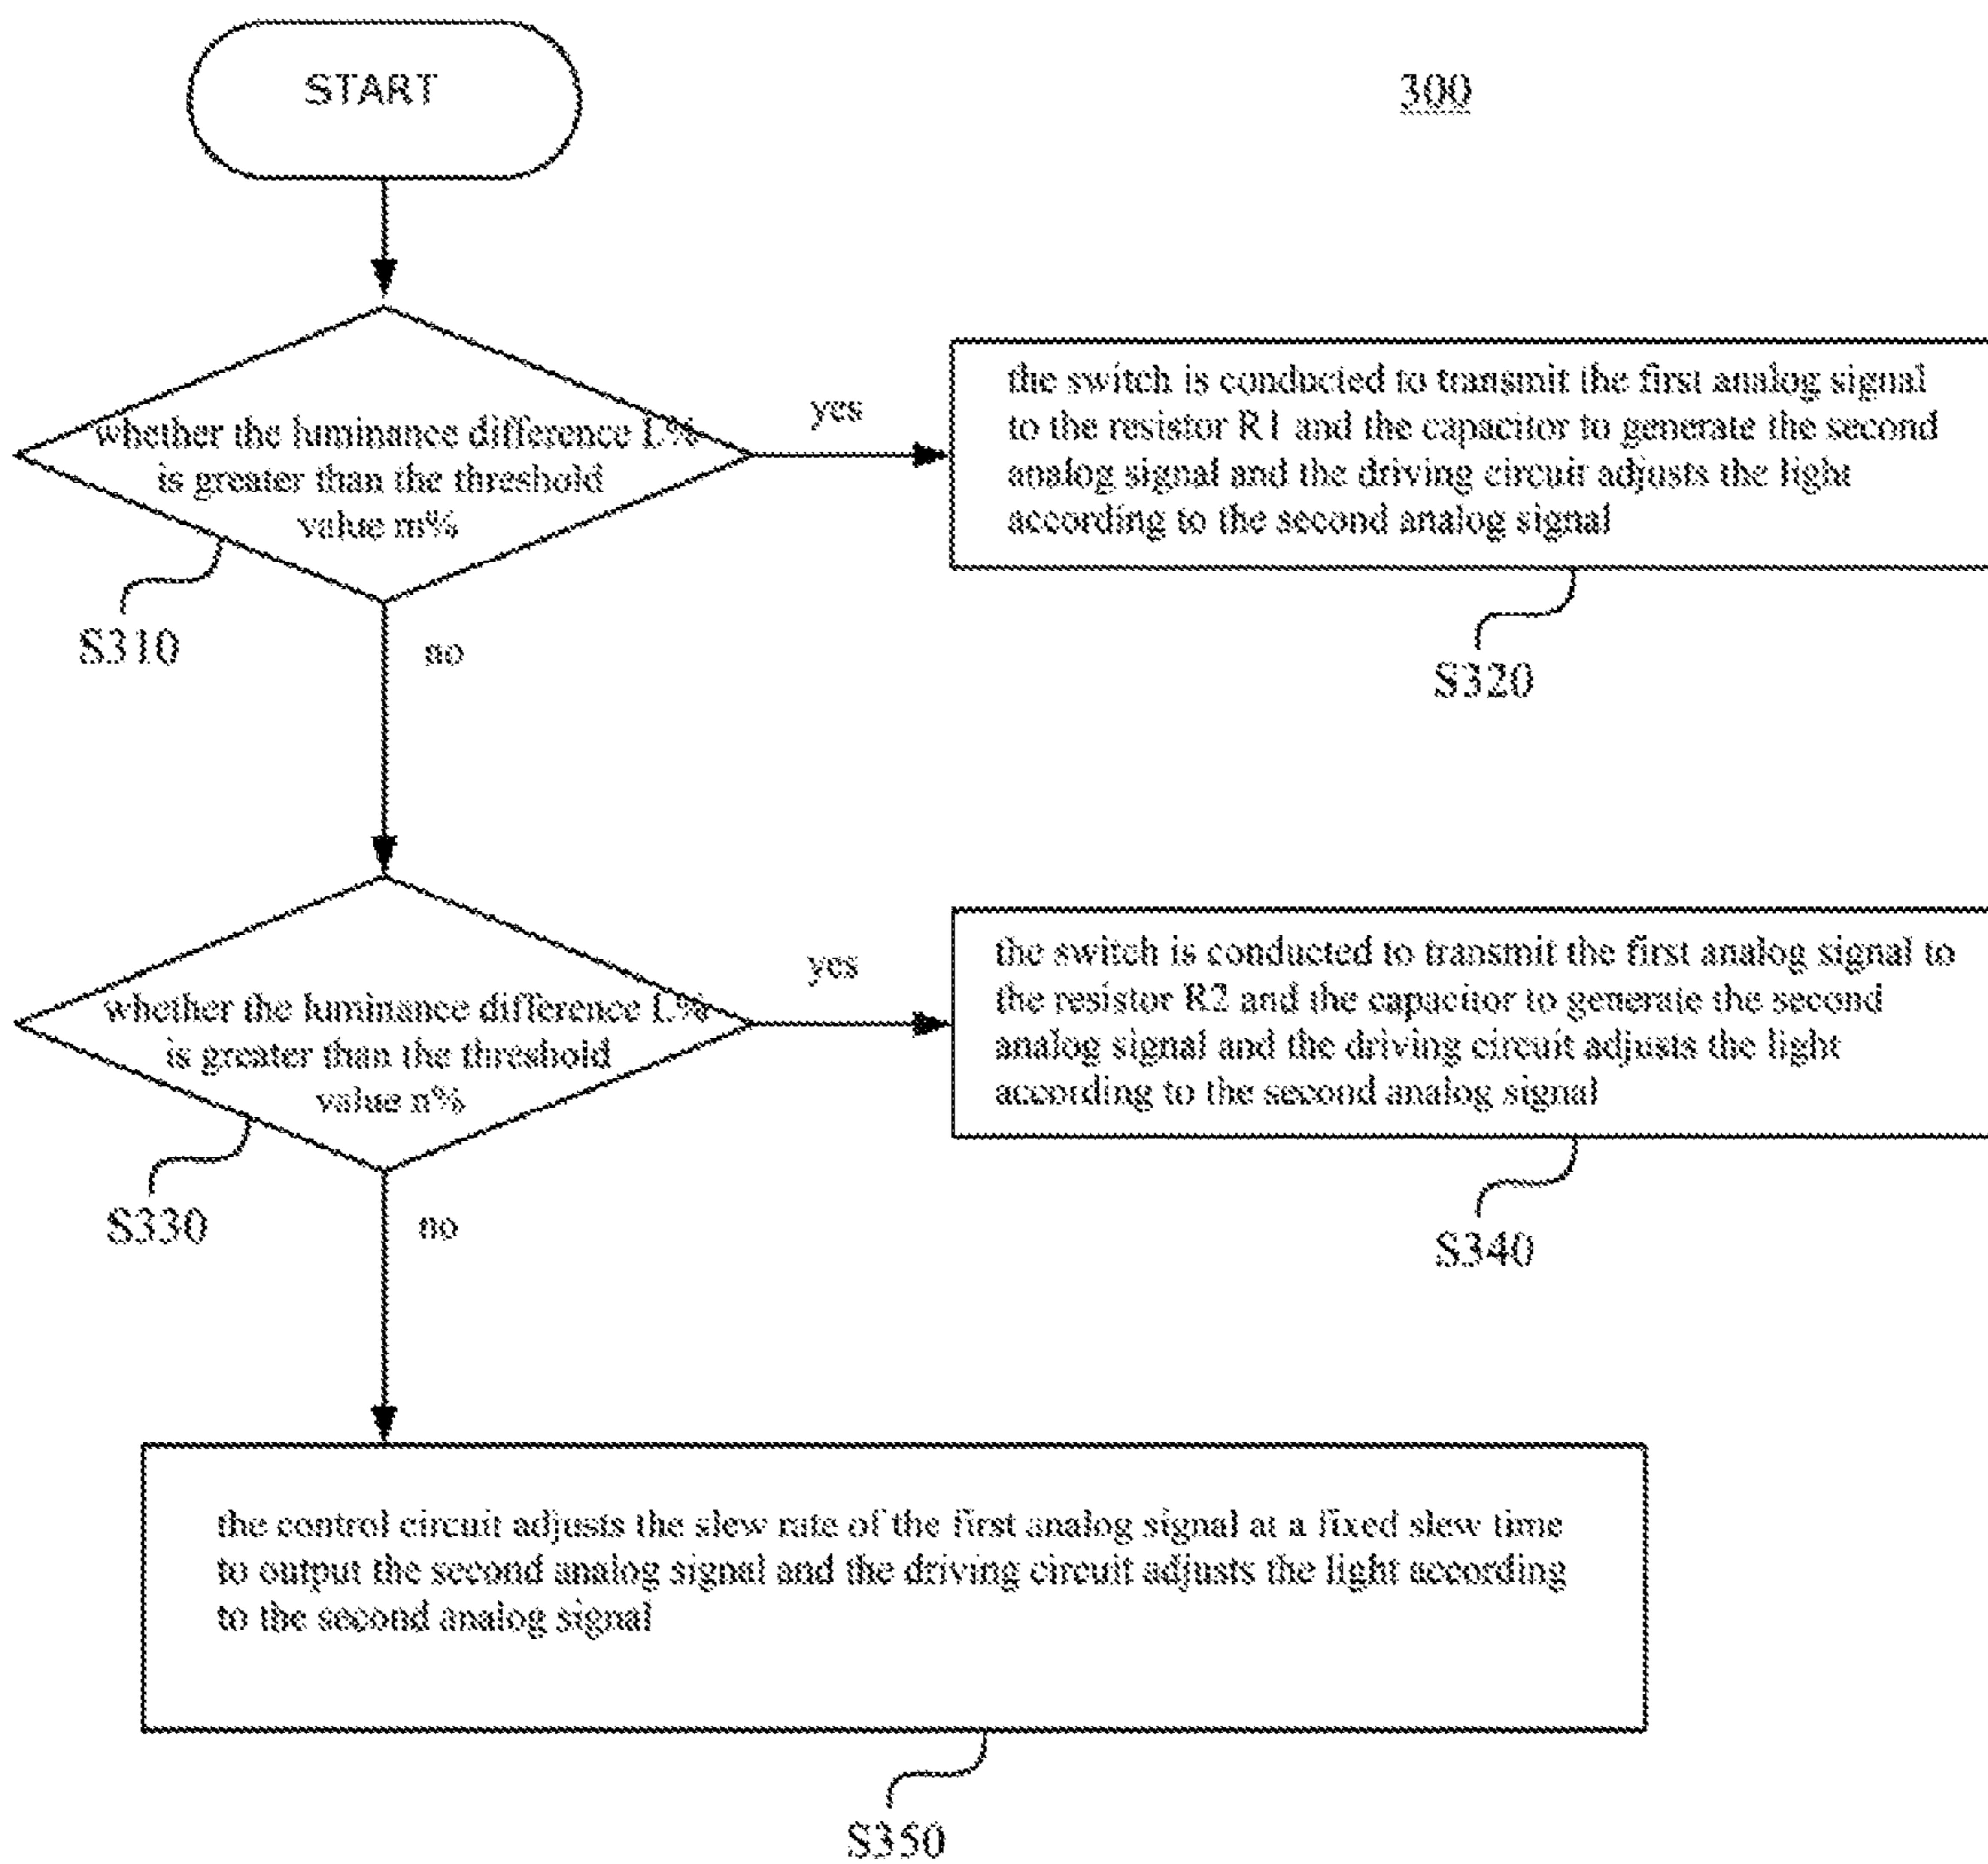 START
300
whether the luminance difference L%
is greater than the threshold
value m%
yes
the switch is conducted to transmit the first analog signal
to the resistor R1 and the capacitor to generate the second
analog signal and the driving circuit adjusts the light
according to the second analog signal
S310
no
S320
whether the luminance difference L%
is greater than the threshold
value n%
yes
the switch is conducted to transmit the first analog signal to
the resistor R2 and the capacitor to generate the second
analog signal and the driving circuit adjusts the light
according to the second analog signal
S330
no
S340
the control circuit adjusts the slew rate of the first analog signal at a fixed slew time
to output the second analog signal and the driving circuit adjusts the light according
to the second analog signal
S350